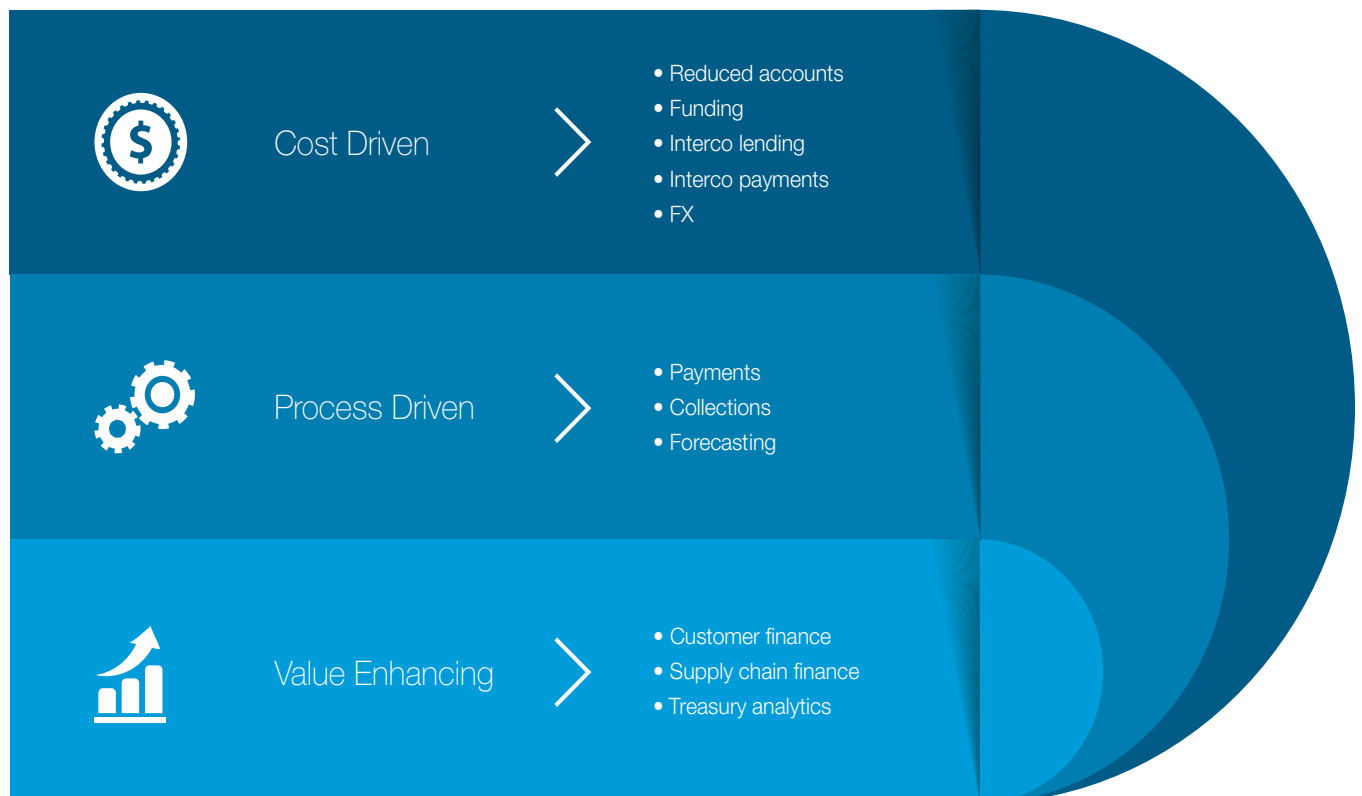 $
Cost Driven
• Reduced accounts
• Funding
• Interco lending
• Interco payments
• FX
Process Driven
• Payments
• Collections
• Forecasting
Value Enhancing
• Customer finance
• Supply chain finance
• Treasury analytics